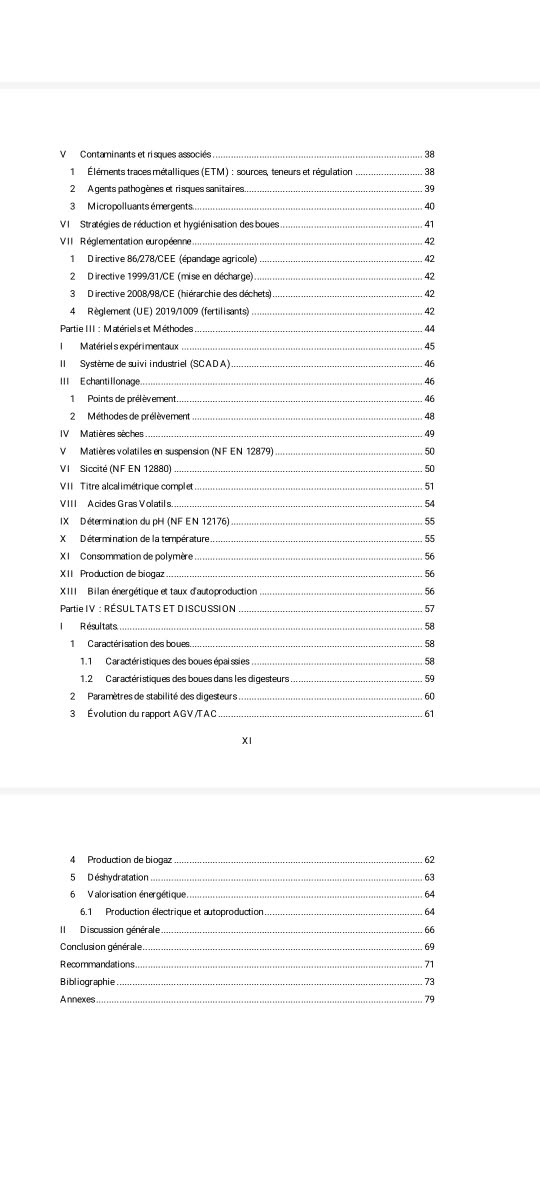 V Contaminants et risques associés 38
1 Éléments traces métalliques (ETM) : sources, teneurs et régulation 38
2 Agents pathogènes et risques sanitaires 39
3 Micropolluants émergents 40
VI Stratégies de réduction et hygiénisation des boues 41
VII Réglementation européenne 42
1 Directive 86/278/CEE (épandage agricole) 42
2 Directive 1999/31/CE (mise en décharge) 42
3 Directive 2008/98/CE (hiérarchie des déchets) 42
4 Règlement (UE) 2019/1009 (fertilisants) 42
Partie III : Matériels et Méthodes 44
I Matériels expérimentaux 45
II Système de suivi industriel (SCADA) 46
III Echantillonage 46
1 Points de prélèvement 46
2 Méthodes de prélèvement 48
IV Matières sèches 49
V Matières volatiles en suspension (NF EN 12879) 50
VI Siccité (NF EN 12880) 50
VII Titre alcalimétrique complet 51
VIII Acides Gras Volatils 54
IX Détermination du pH (NF EN 12176) 55
X Détermination de la température 55
XI Consommation de polymère 56
XII Production de biogaz 56
XIII Bilan énergétique et taux d'autoproduction 56
Partie IV : RÉSULTATS ET DISCUSSION 57
I Résultats 58
1 Caractérisation des boues 58
1.1 Caractéristiques des boues épaissies 58
1.2 Caractéristiques des boues dans les digesteurs 59
2 Paramètres de stabilité des digesteurs 60
3 Évolution du rapport AGV/TAC 61
XI
4 Production de biogaz 62
5 Déshydratation 63
6 Valorisation énergétique 64
6.1 Production électrique et autoproduction 64
II Discussion générale 66
Conclusion générale 69
Recommandations 71
Bibliographie 73
Annexes 79